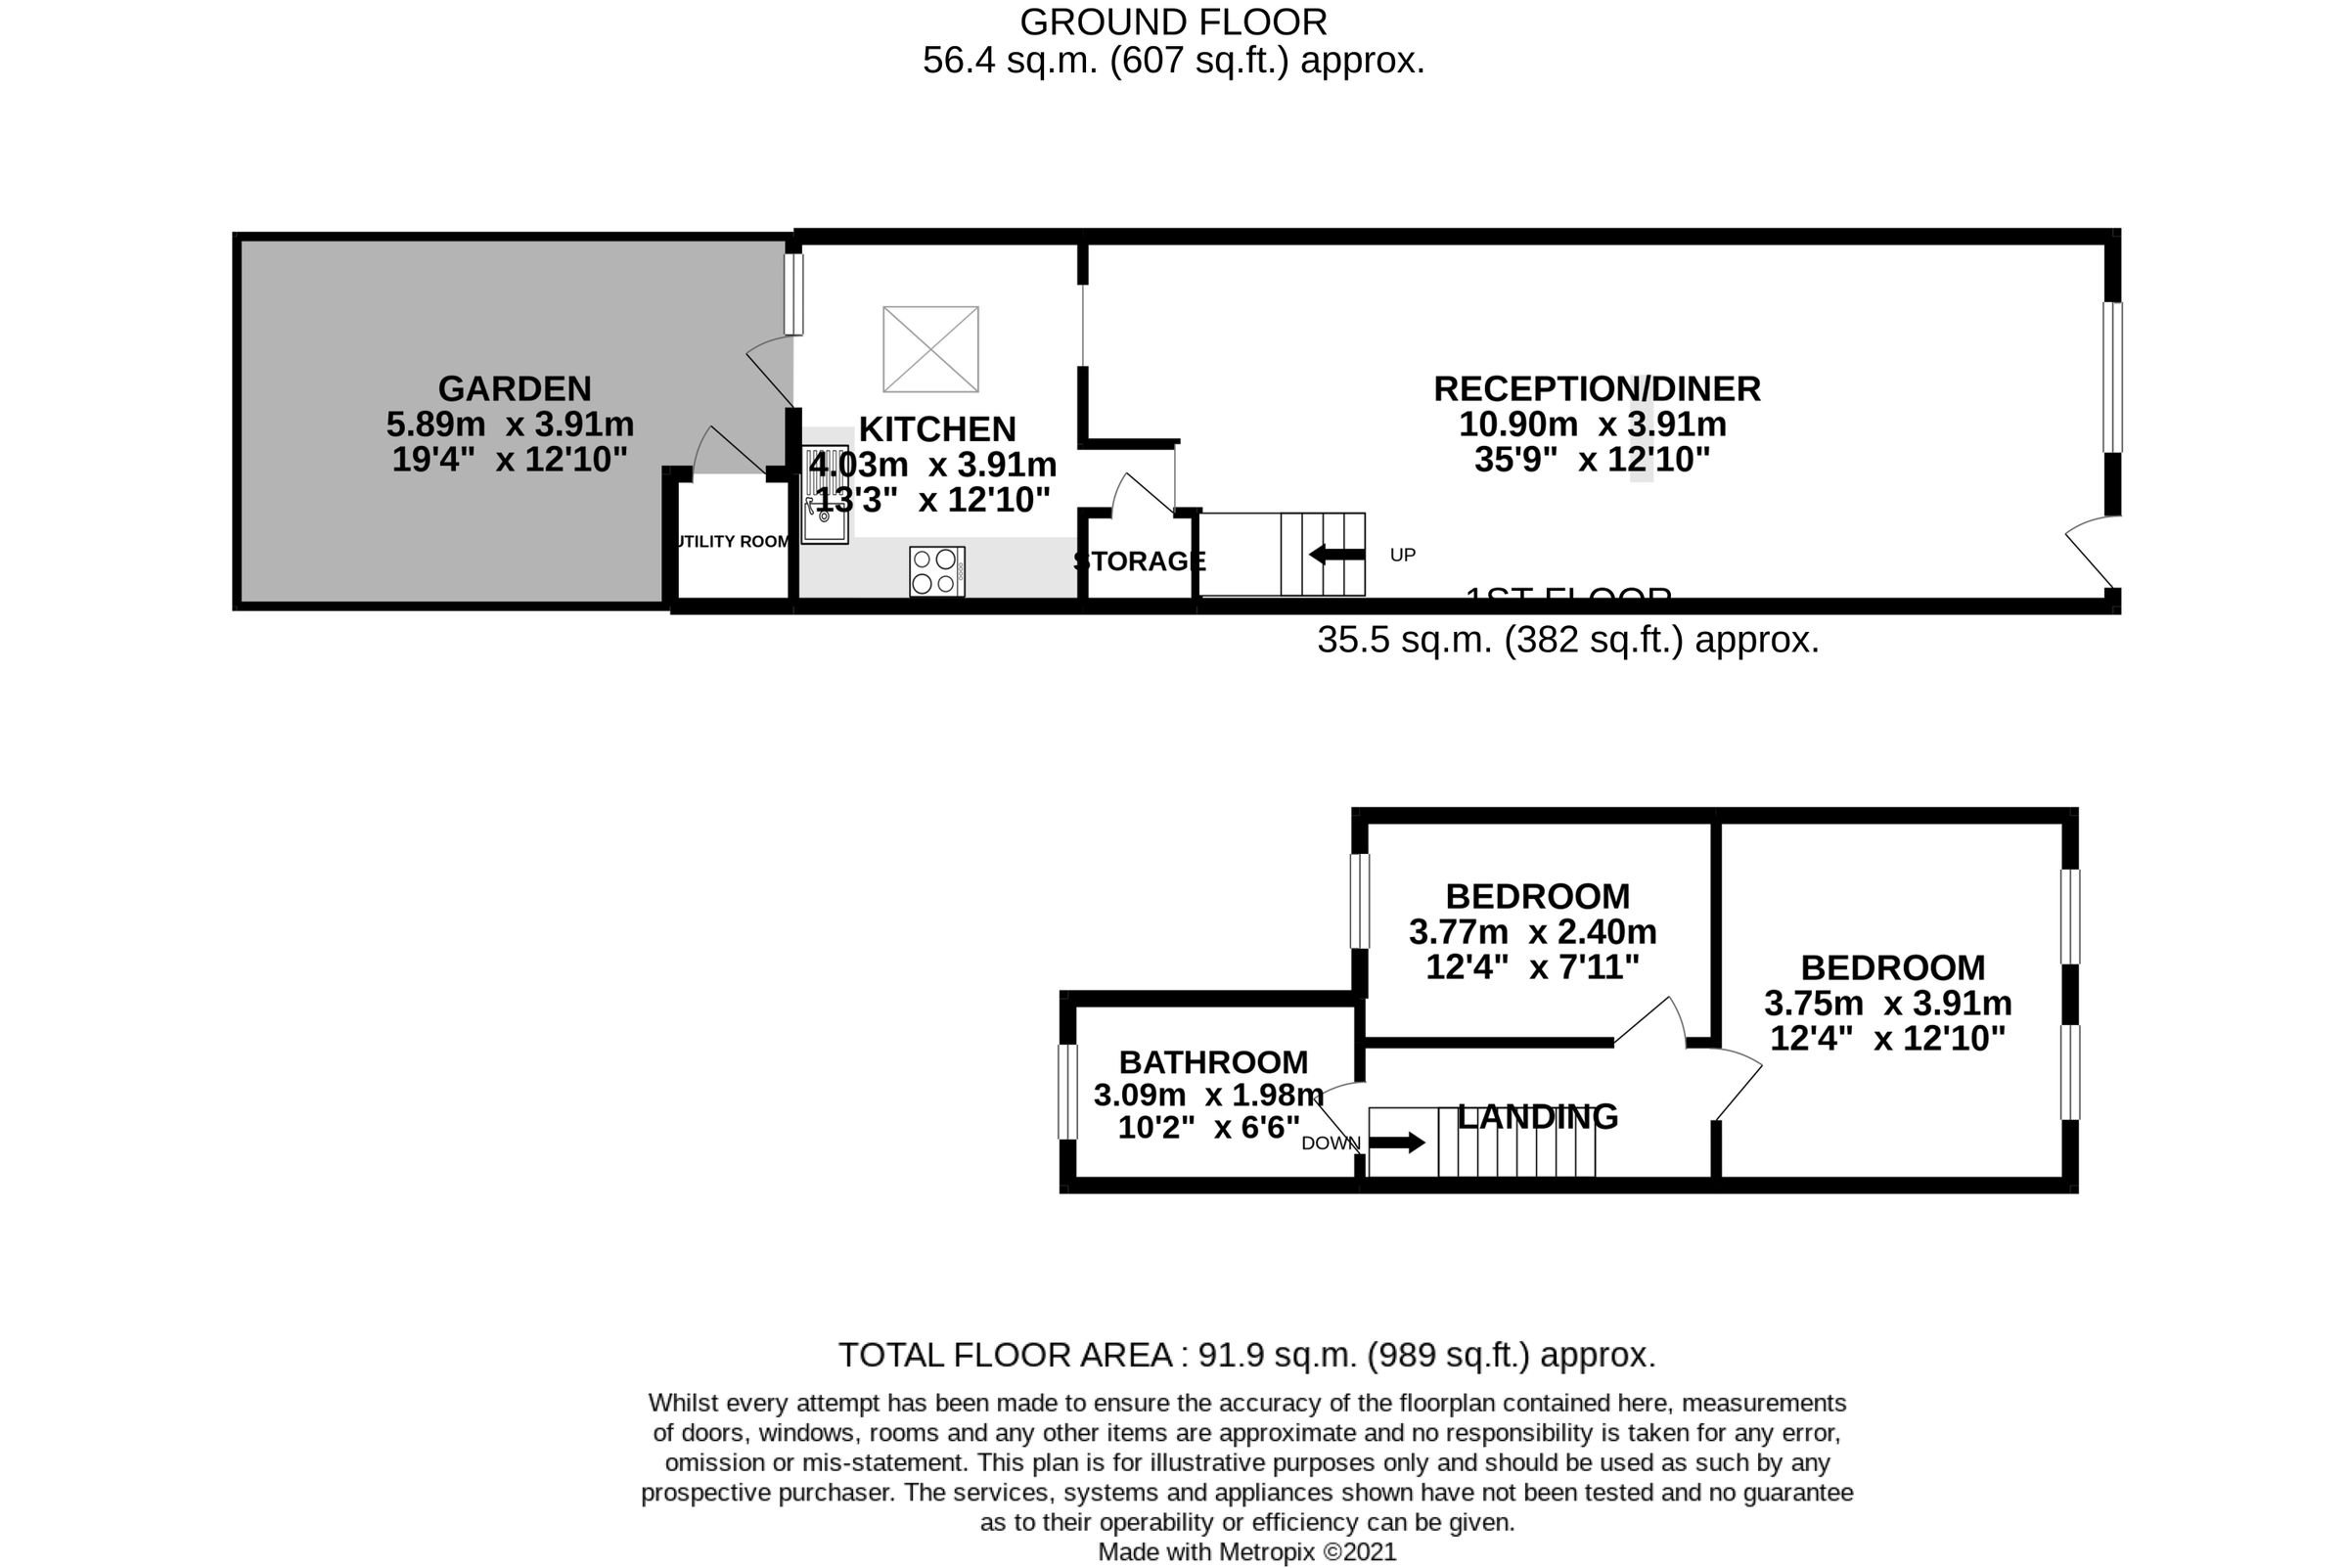 GROUND FLOOR
56.4 sq.m. (607 sq.ft.) approx.
GARDEN
5.89m x 3.91m
19'4" x 12'10"
UTILITY ROOM
KITCHEN
4.03m x 3.91m
13'3" x 12'10"
STORAGE
RECEPTION/DINER
10.90m x 3.91m
35'9" x 12'10"
UP
1ST FLOOR
35.5 sq.m. (382 sq.ft.) approx.
BEDROOM
3.77m x 2.40m
12'4" x 7'11"
BEDROOM
3.75m x 3.91m
12'4" x 12'10"
BATHROOM
3.09m x 1.98m
10'2" x 6'6"
LANDING
DOWN
TOTAL FLOOR AREA : 91.9 sq.m. (989 sq.ft.) approx.
Whilst every attempt has been made to ensure the accuracy of the floorplan contained here, measurements
of doors, windows, rooms and any other items are approximate and no responsibility is taken for any error,
omission or mis-statement. This plan is for illustrative purposes only and should be used as such by any
prospective purchaser. The services, systems and appliances shown have not been tested and no guarantee
as to their operability or efficiency can be given.
Made with Metropix ©2021